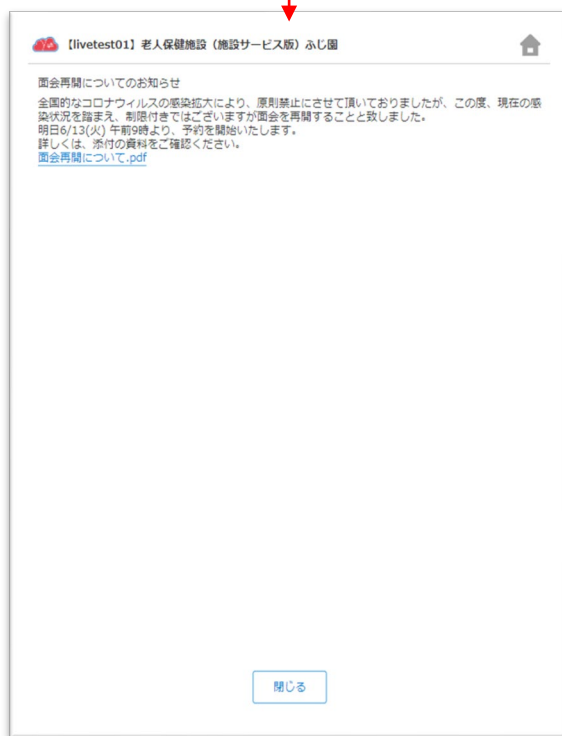 【livetest01】老人保健施設（施設サービス版）ふじ園
面会再開についてのお知らせ
全国的なコロナウィルスの感染拡大により、原則禁止にさせて頂いておりましたが、この度、現在の感
染状況を踏まえ、制限付きではございますが面会を再開することと致しました。
明日6/13(火) 午前9時より、予約を開始いたします。
詳しくは、添付の資料をご確認ください。
面会再開について.pdf
閉じる